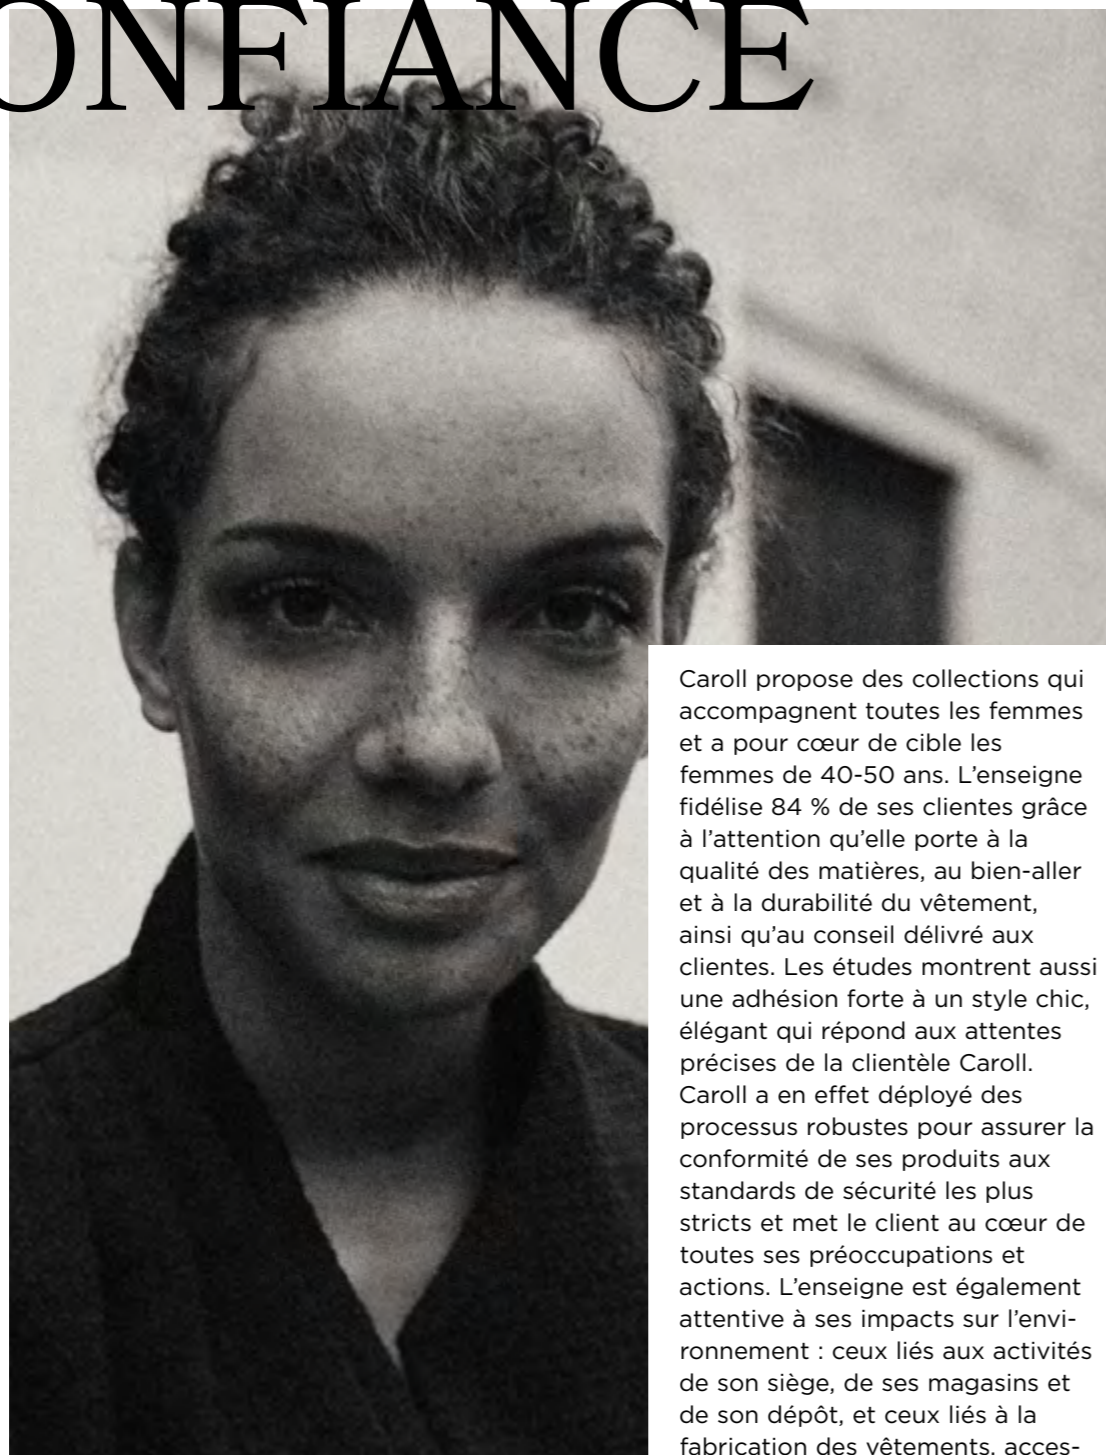 ONFIANCE
Caroll propose des collections qui
accompagnent toutes les femmes
et a pour cœur de cible les
femmes de 40-50 ans. L’enseigne
fidélise 84 % de ses clientes grâce
à l’attention qu’elle porte à la
qualité des matières, au bien-aller
et à la durabilité du vêtement,
ainsi qu’au conseil délivré aux
clientes. Les études montrent aussi
une adhésion forte à un style chic,
élégant qui répond aux attentes
précises de la clientèle Caroll.
Caroll a en effet déployé des
processus robustes pour assurer la
conformité de ses produits aux
standards de sécurité les plus
stricts et met le client au cœur de
toutes ses préoccupations et
actions. L’enseigne est également
attentive à ses impacts sur l’envi-
ronnement : ceux liés aux activités
de son siège, de ses magasins et
de son dépôt, et ceux liés à la
fabrication des vêtements, acces-